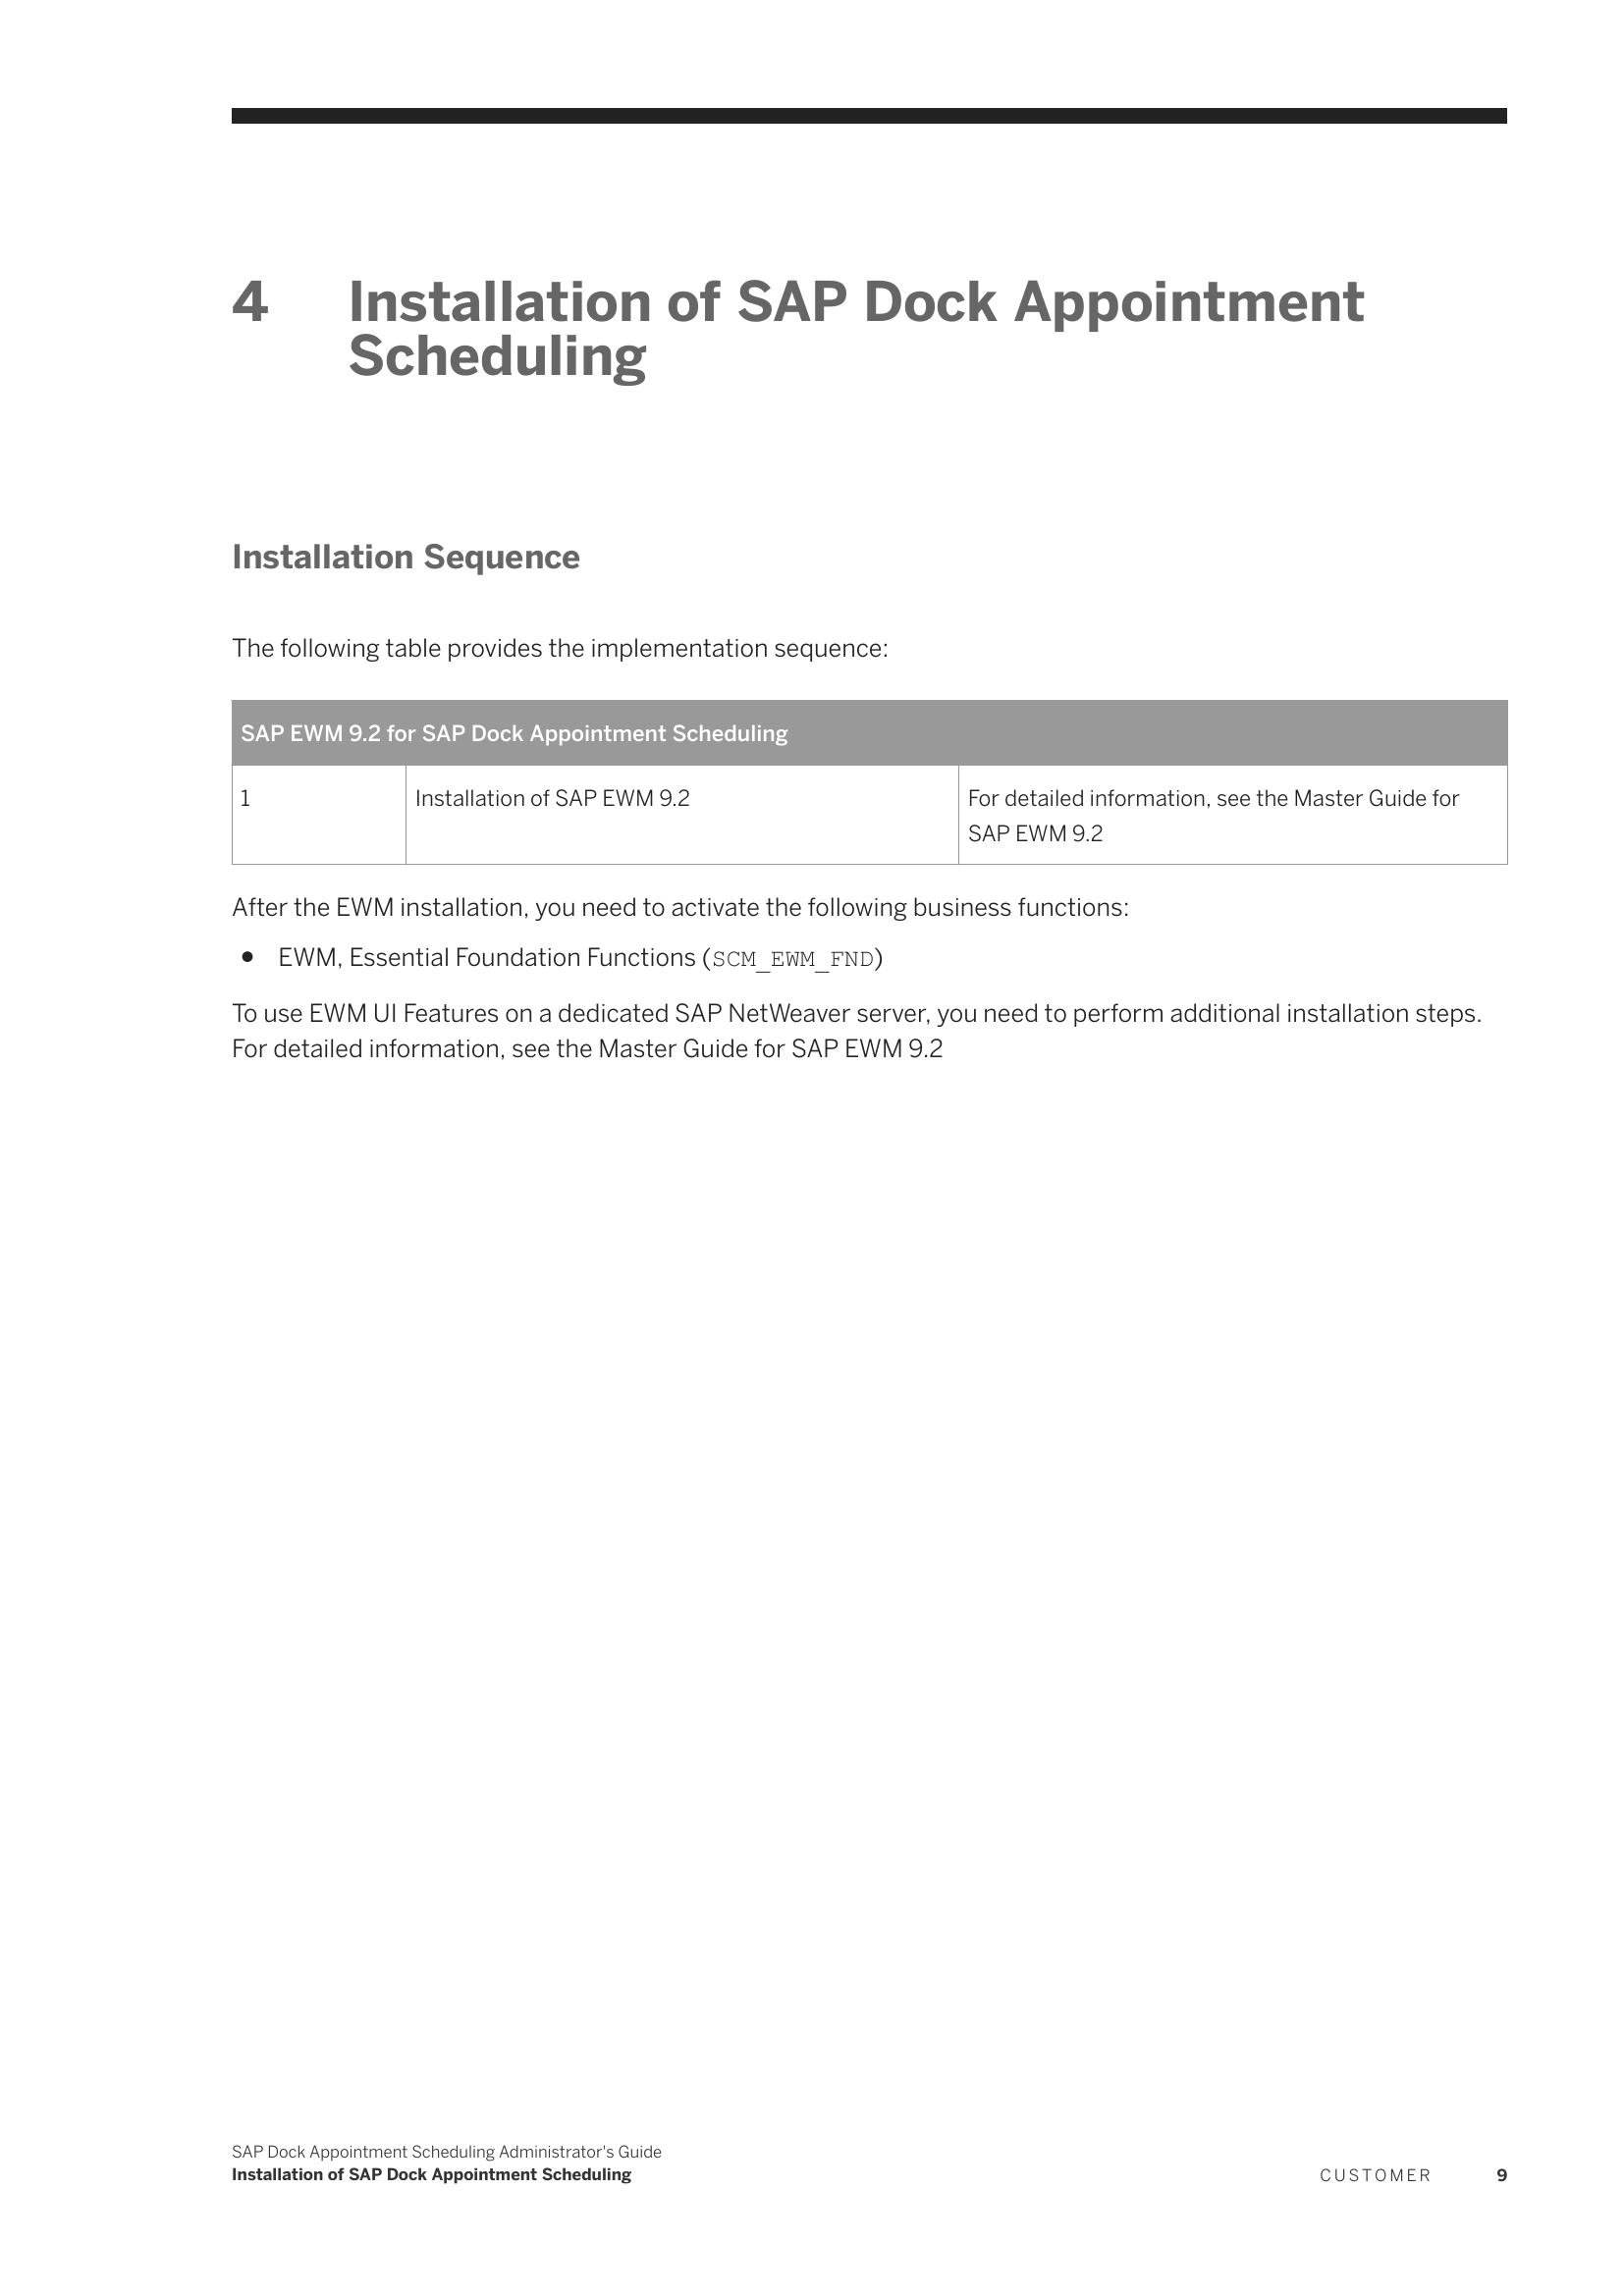 4 Installation of SAP Dock Appointment
Scheduling
Installation Sequence
The following table provides the implementation sequence:
SAP EWM 9.2 for SAP Dock Appointment Scheduling
1 Installation of SAP EWM 9.2 For detailed information, see the Master Guide for
SAP EWM 9.2
After the EWM installation, you need to activate the following business functions:
● EWM, Essential Foundation Functions (SCM_EWM_FND)
To use EWM UI Features on a dedicated SAP NetWeaver server, you need to perform additional installation steps.
For detailed information, see the Master Guide for SAP EWM 9.2
SAP Dock Appointment Scheduling Administrator's Guide
Installation of SAP Dock Appointment Scheduling CUSTOMER 9